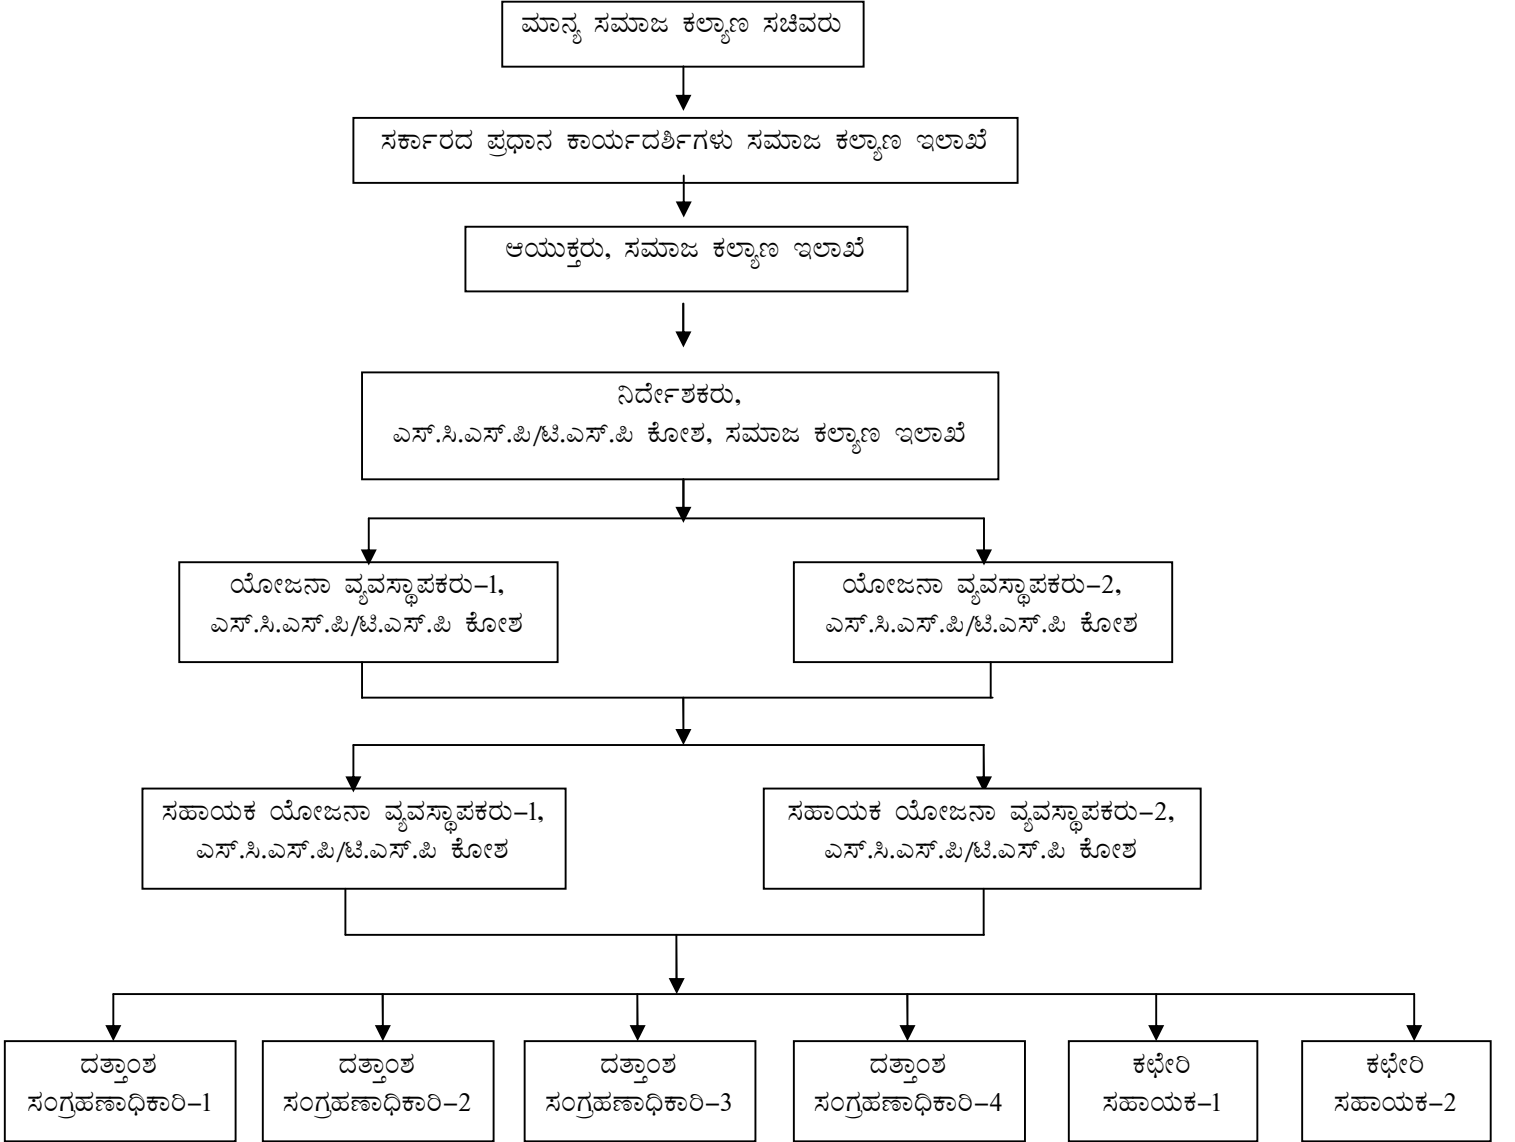 ಮಾನ್ಯ ಸಮಾಜ ಕಲ್ಯಾಣ ಸಚಿವರು
ಸರ್ಕಾರದ ಪ್ರಧಾನ ಕಾರ್ಯದರ್ಶಿಗಳು ಸಮಾಜ ಕಲ್ಯಾಣ ಇಲಾಖೆ
ಆಯುಕ್ತರು, ಸಮಾಜ ಕಲ್ಯಾಣ ಇಲಾಖೆ
ನಿರ್ದೇಶಕರು,
ಎಸ್.ಸಿ.ಎಸ್.ಪಿ/ಟಿ.ಎಸ್.ಪಿ ಕೋಶ, ಸಮಾಜ ಕಲ್ಯಾಣ ಇಲಾಖೆ
ಯೋಜನಾ ವ್ಯವಸ್ಥಾಪಕರು–1,
ಎಸ್.ಸಿ.ಎಸ್.ಪಿ/ಟಿ.ಎಸ್.ಪಿ ಕೋಶ
ಯೋಜನಾ ವ್ಯವಸ್ಥಾಪಕರು–2,
ಎಸ್.ಸಿ.ಎಸ್.ಪಿ/ಟಿ.ಎಸ್.ಪಿ ಕೋಶ
ಸಹಾಯಕ ಯೋಜನಾ ವ್ಯವಸ್ಥಾಪಕರು–1,
ಎಸ್.ಸಿ.ಎಸ್.ಪಿ/ಟಿ.ಎಸ್.ಪಿ ಕೋಶ
ಸಹಾಯಕ ಯೋಜನಾ ವ್ಯವಸ್ಥಾಪಕರು–2,
ಎಸ್.ಸಿ.ಎಸ್.ಪಿ/ಟಿ.ಎಸ್.ಪಿ ಕೋಶ
ದತ್ತಾಂಶ
ಸಂಗ್ರಹಣಾಧಿಕಾರಿ–1
ದತ್ತಾಂಶ
ಸಂಗ್ರಹಣಾಧಿಕಾರಿ–2
ದತ್ತಾಂಶ
ಸಂಗ್ರಹಣಾಧಿಕಾರಿ–3
ದತ್ತಾಂಶ
ಸಂಗ್ರಹಣಾಧಿಕಾರಿ–4
ಕಛೇರಿ
ಸಹಾಯಕ–1
ಕಛೇರಿ
ಸಹಾಯಕ–2